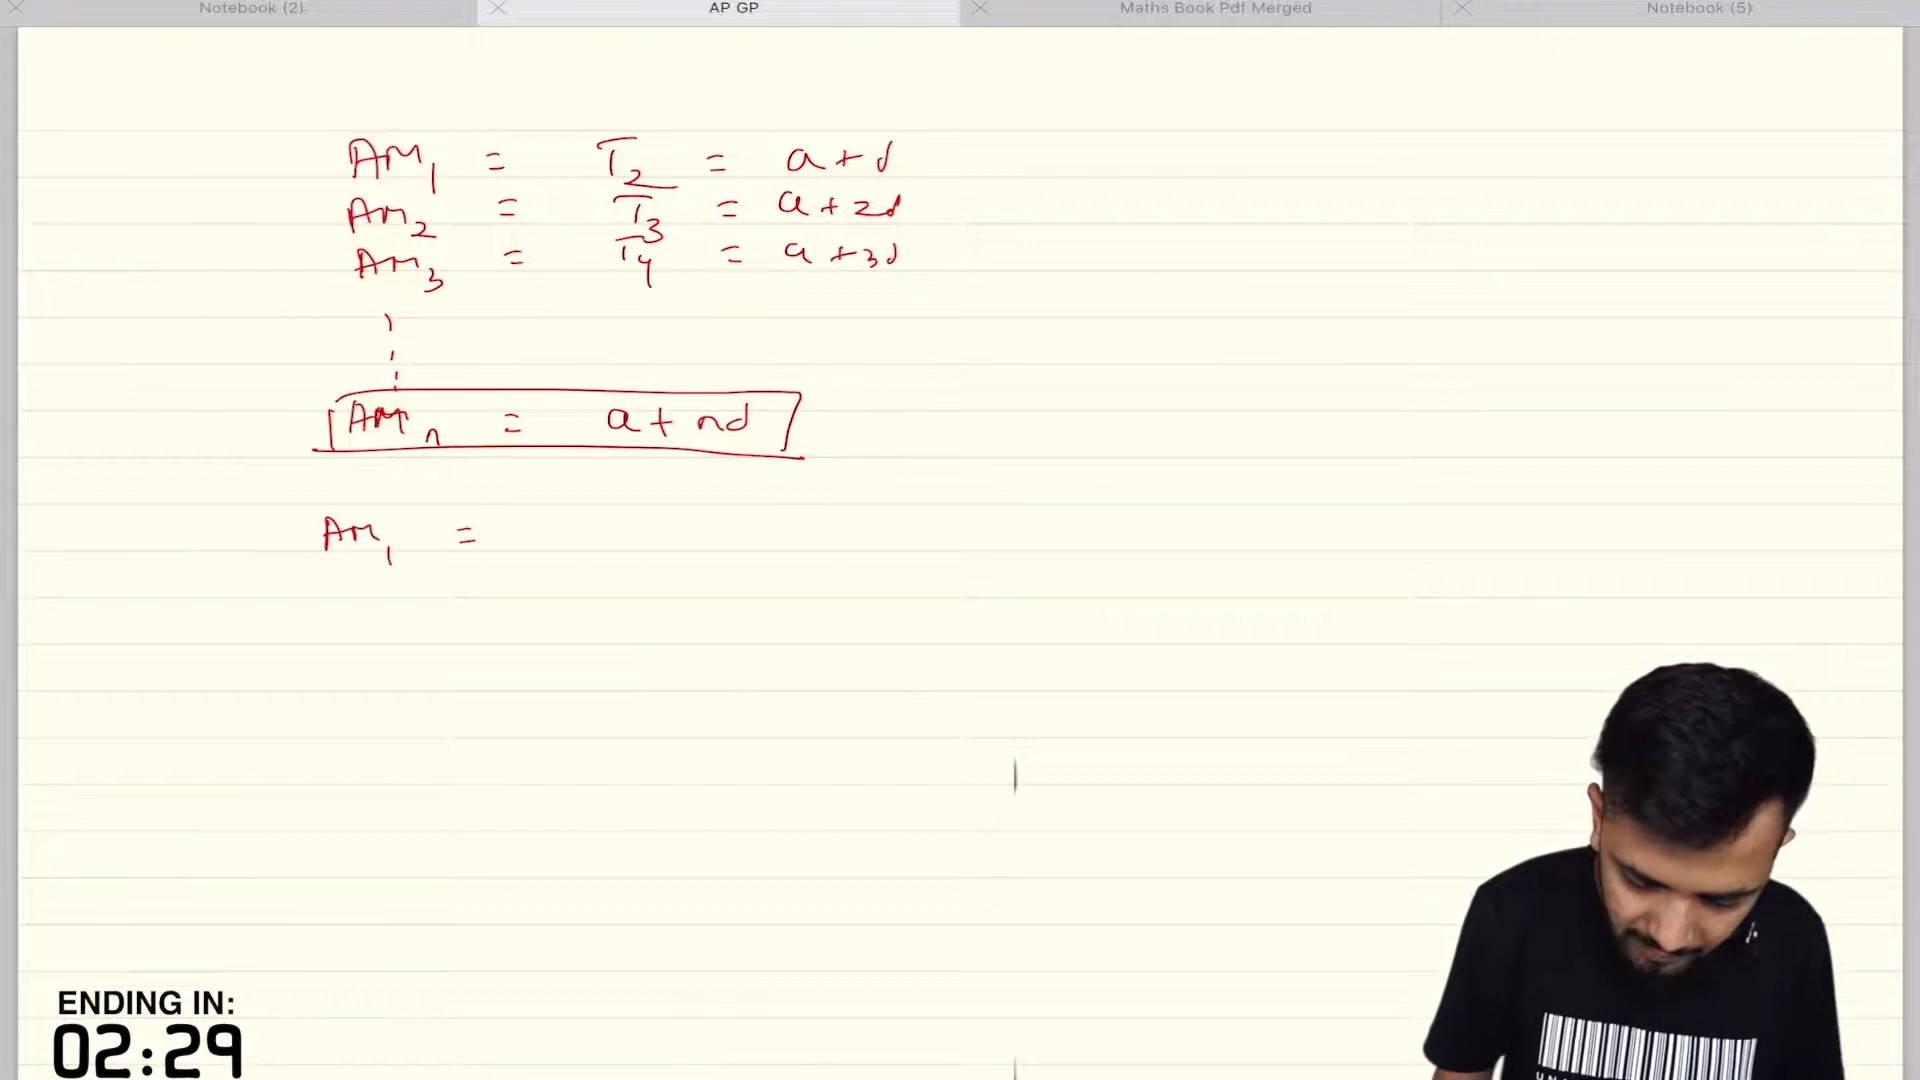 Notebook (2) AP GP Maths Book Pdf Merged Notebook (5)
AM₁ = T₂ = a + d
AM₂ = T₃ = a + 2d
AM₃ = T₄ = a + 3d
AMₙ = a + nd
AM₁ =
ENDING IN:
02:29